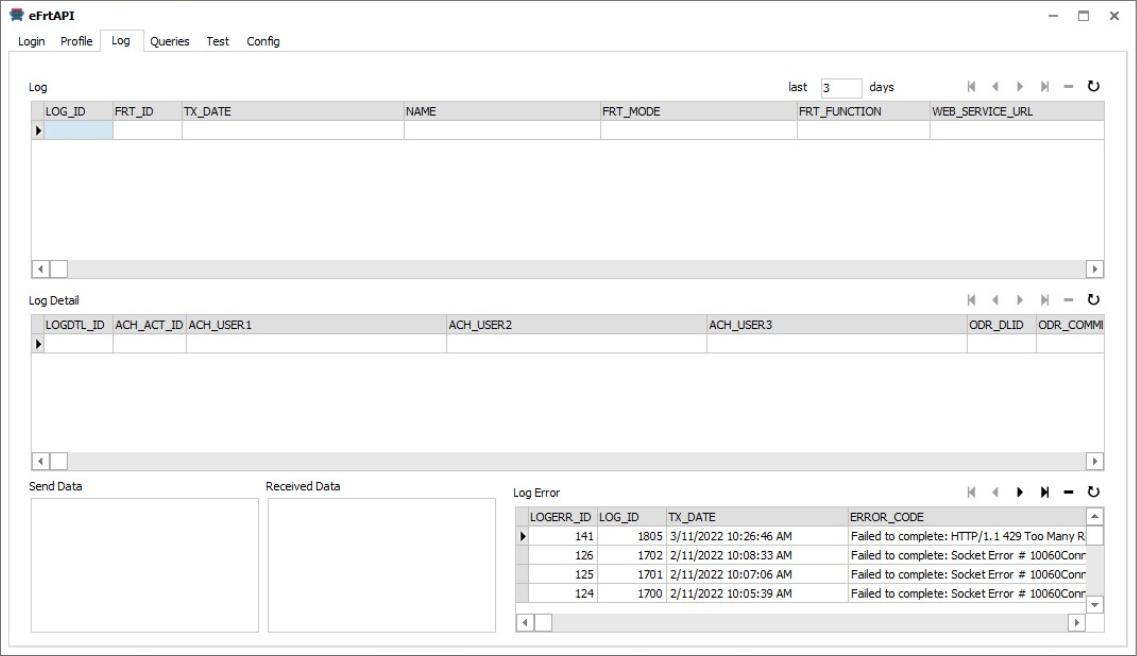 eFrtAPI
Login Profile Log Queries Test Config
Log last 3 days
LOG_ID FRT_ID TX_DATE NAME FRT_MODE FRT_FUNCTION WEB_SERVICE_URL
Log Detail
LOGDTL_ID ACH_ACT_ID ACH_USER1 ACH_USER2 ACH_USER3 ODR_DLID ODR_COMMI
Send Data Received Data Log Error
LOGERR_ID LOG_ID TX_DATE ERROR_CODE
141 1805 3/11/2022 10:26:46 AM Failed to complete: HTTP/1.1 429 Too Many R
126 1702 2/11/2022 10:08:33 AM Failed to complete: Socket Error # 10060Conn
125 1701 2/11/2022 10:07:06 AM Failed to complete: Socket Error # 10060Conn
124 1700 2/11/2022 10:05:39 AM Failed to complete: Socket Error # 10060Conn